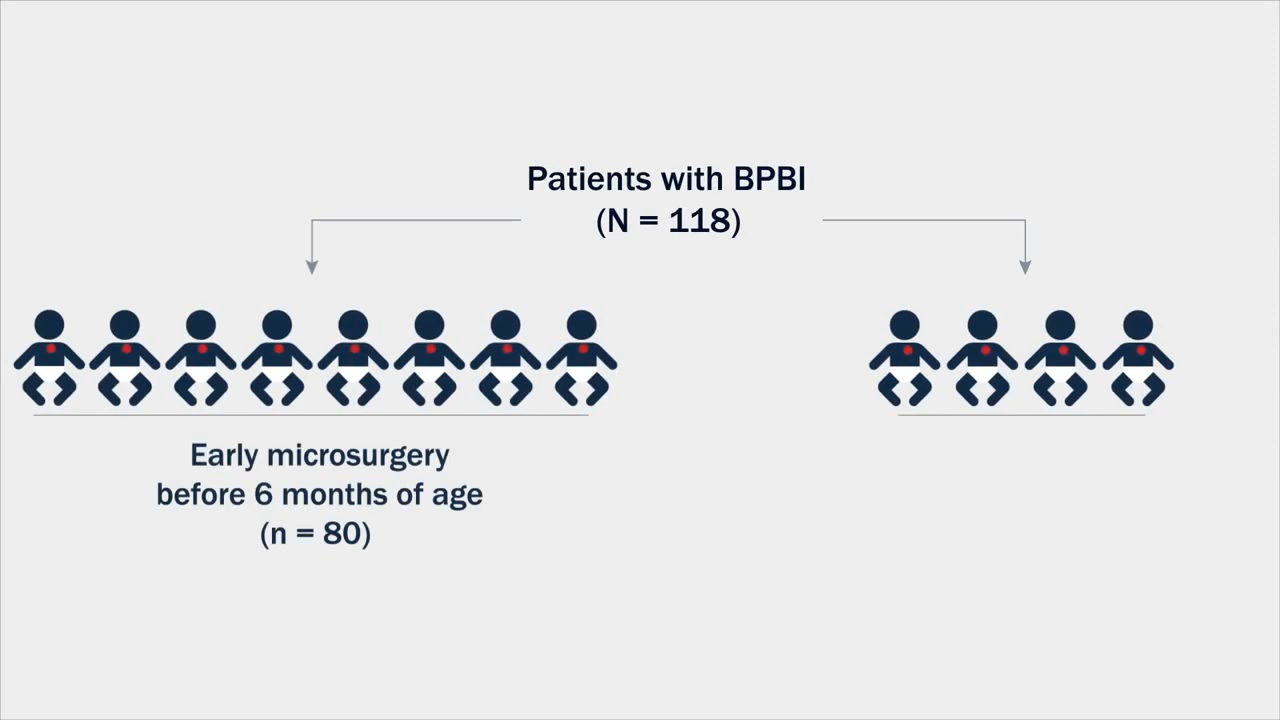 Patients with BPBI
(N = 118)
Early microsurgery
before 6 months of age
(n = 80)